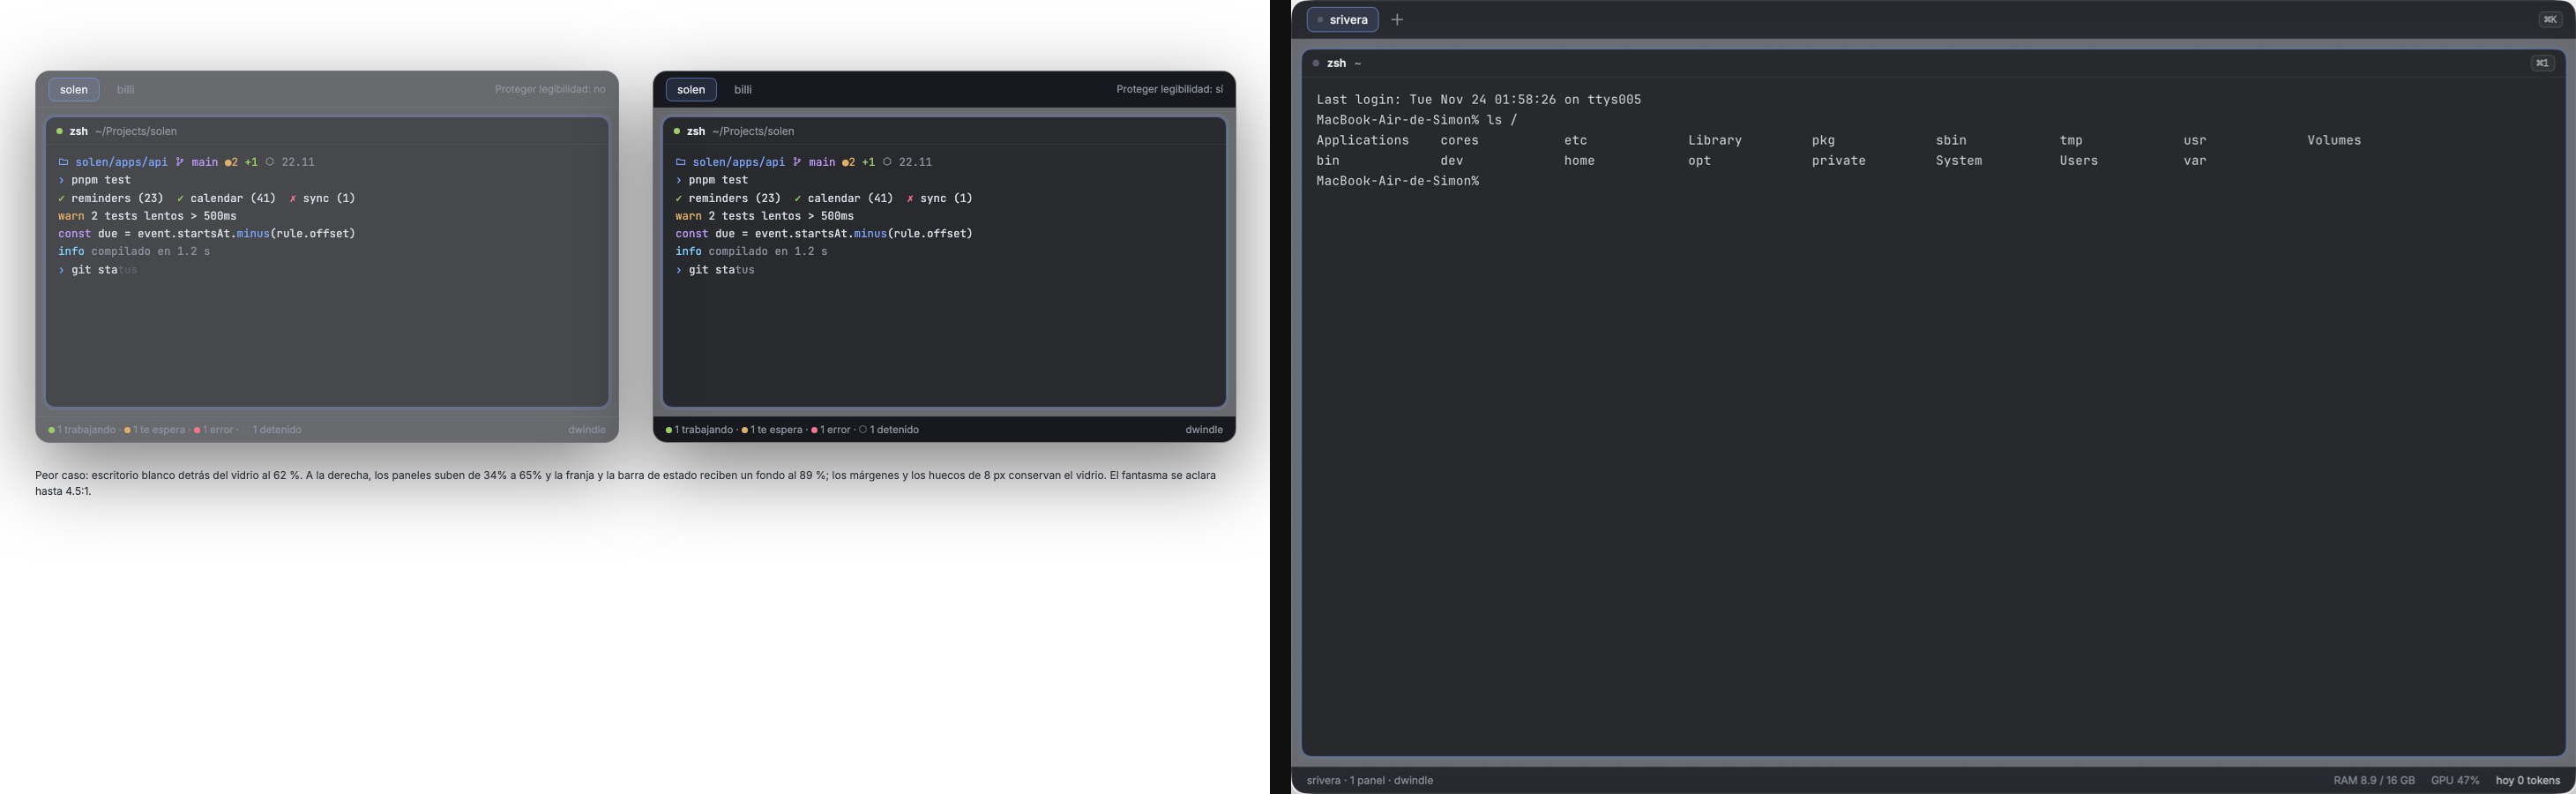 solen billi Proteger legibilidad: no
zsh ~/Projects/solen
solen/apps/api main ●2 +1 ⬡ 22.11
› pnpm test
✓ reminders (23) ✓ calendar (41) ✗ sync (1)
warn 2 tests lentos > 500ms
const due = event.startsAt.minus(rule.offset)
info compilado en 1.2 s
› git status
1 trabajando · 1 te espera · 1 error · 1 detenido dwindle
solen billi Proteger legibilidad: sí
zsh ~/Projects/solen
solen/apps/api main ●2 +1 ⬡ 22.11
› pnpm test
✓ reminders (23) ✓ calendar (41) ✗ sync (1)
warn 2 tests lentos > 500ms
const due = event.startsAt.minus(rule.offset)
info compilado en 1.2 s
› git status
1 trabajando · 1 te espera · 1 error · 1 detenido dwindle
Peor caso: escritorio blanco detrás del vidrio al 62 %. A la derecha, los paneles suben de 34% a 65% y la franja y la barra de estado reciben un fondo al 89 %; los márgenes y los huecos de 8 px conservan el vidrio. El fantasma se aclara
hasta 4.5:1.
srivera + ⌘K
zsh ~ ⌘1
Last login: Tue Nov 24 01:58:26 on ttys005
MacBook-Air-de-Simon% ls /
Applications cores etc Library pkg sbin tmp usr Volumes
bin dev home opt private System Users var
MacBook-Air-de-Simon%
srivera · 1 panel · dwindle RAM 8.9 / 16 GB GPU 47% hoy 0 tokens